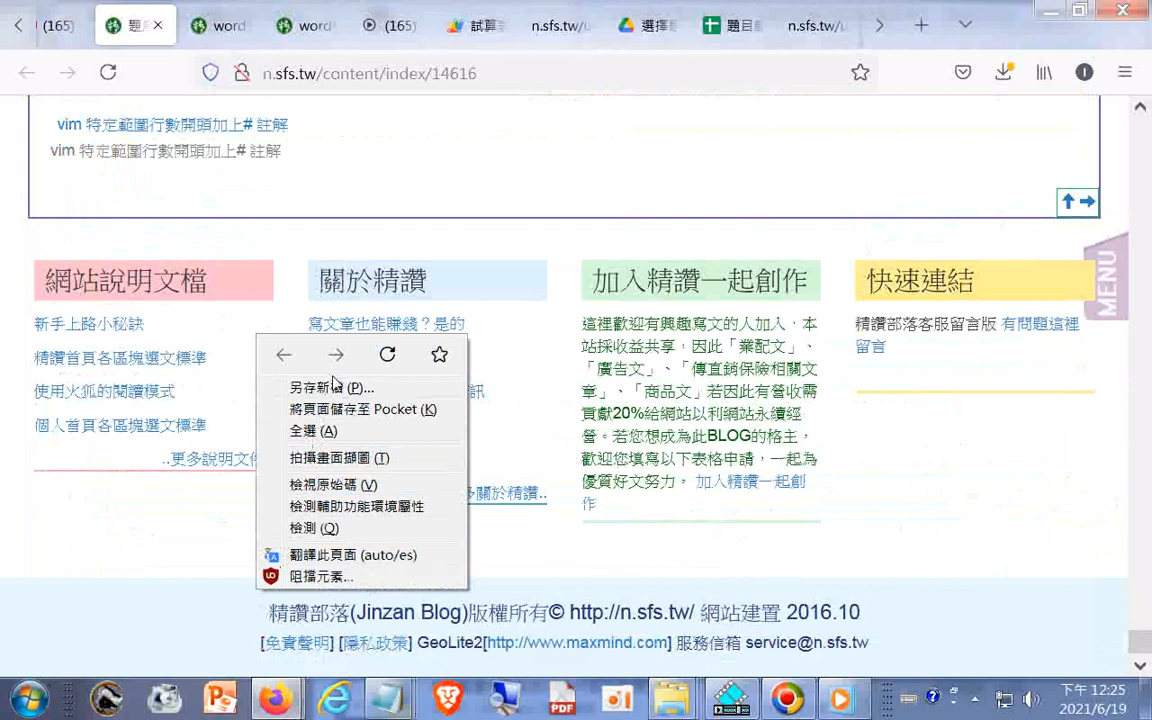 (165)
題
word
word
(165)
試算
n.sfs.tw/
選擇
題目
n.sfs.tw/
n.sfs.tw/content/index/14616
vim 特定範圍行數開頭加上# 註解
vim 特定範圍行數開頭加上# 註解
MENU
網站說明文檔
新手上路小秘訣
精讚首頁各區塊選文標準
使用火狐的閱讀模式
個人首頁各區塊選文標準
..更多說明文
關於精讚
寫文章也能賺錢？是的
訊
關於精讚..
加入精讚一起創作
這裡歡迎有興趣寫文的人加入，本
站採收益共享，因此「業配文」、
「廣告文」、「傳直銷保險相關文
章」、「商品文」若因此有營收需
貢獻20%給網站以利網站永續經
營。若您想成為此BLOG的格主，
歡迎您填寫以下表格申請，一起為
優質好文努力。 加入精讚一起創
作
快速連結
精讚部落客服留言版 有問題這裡
留言
另存新檔 (P)...
將頁面儲存至 Pocket (K)
全選 (A)
拍攝畫面擷圖 (T)
檢視原始碼 (V)
檢測輔助功能環境屬性
檢測 (Q)
翻譯此頁面 (auto/es)
阻擋元素...
精讚部落(Jinzan Blog)版權所有© http://n.sfs.tw/ 網站建置 2016.10
[免責聲明] [隱私政策] GeoLite2[http://www.maxmind.com] 服務信箱 service@n.sfs.tw
PDF
下午 12:25
2021/6/19